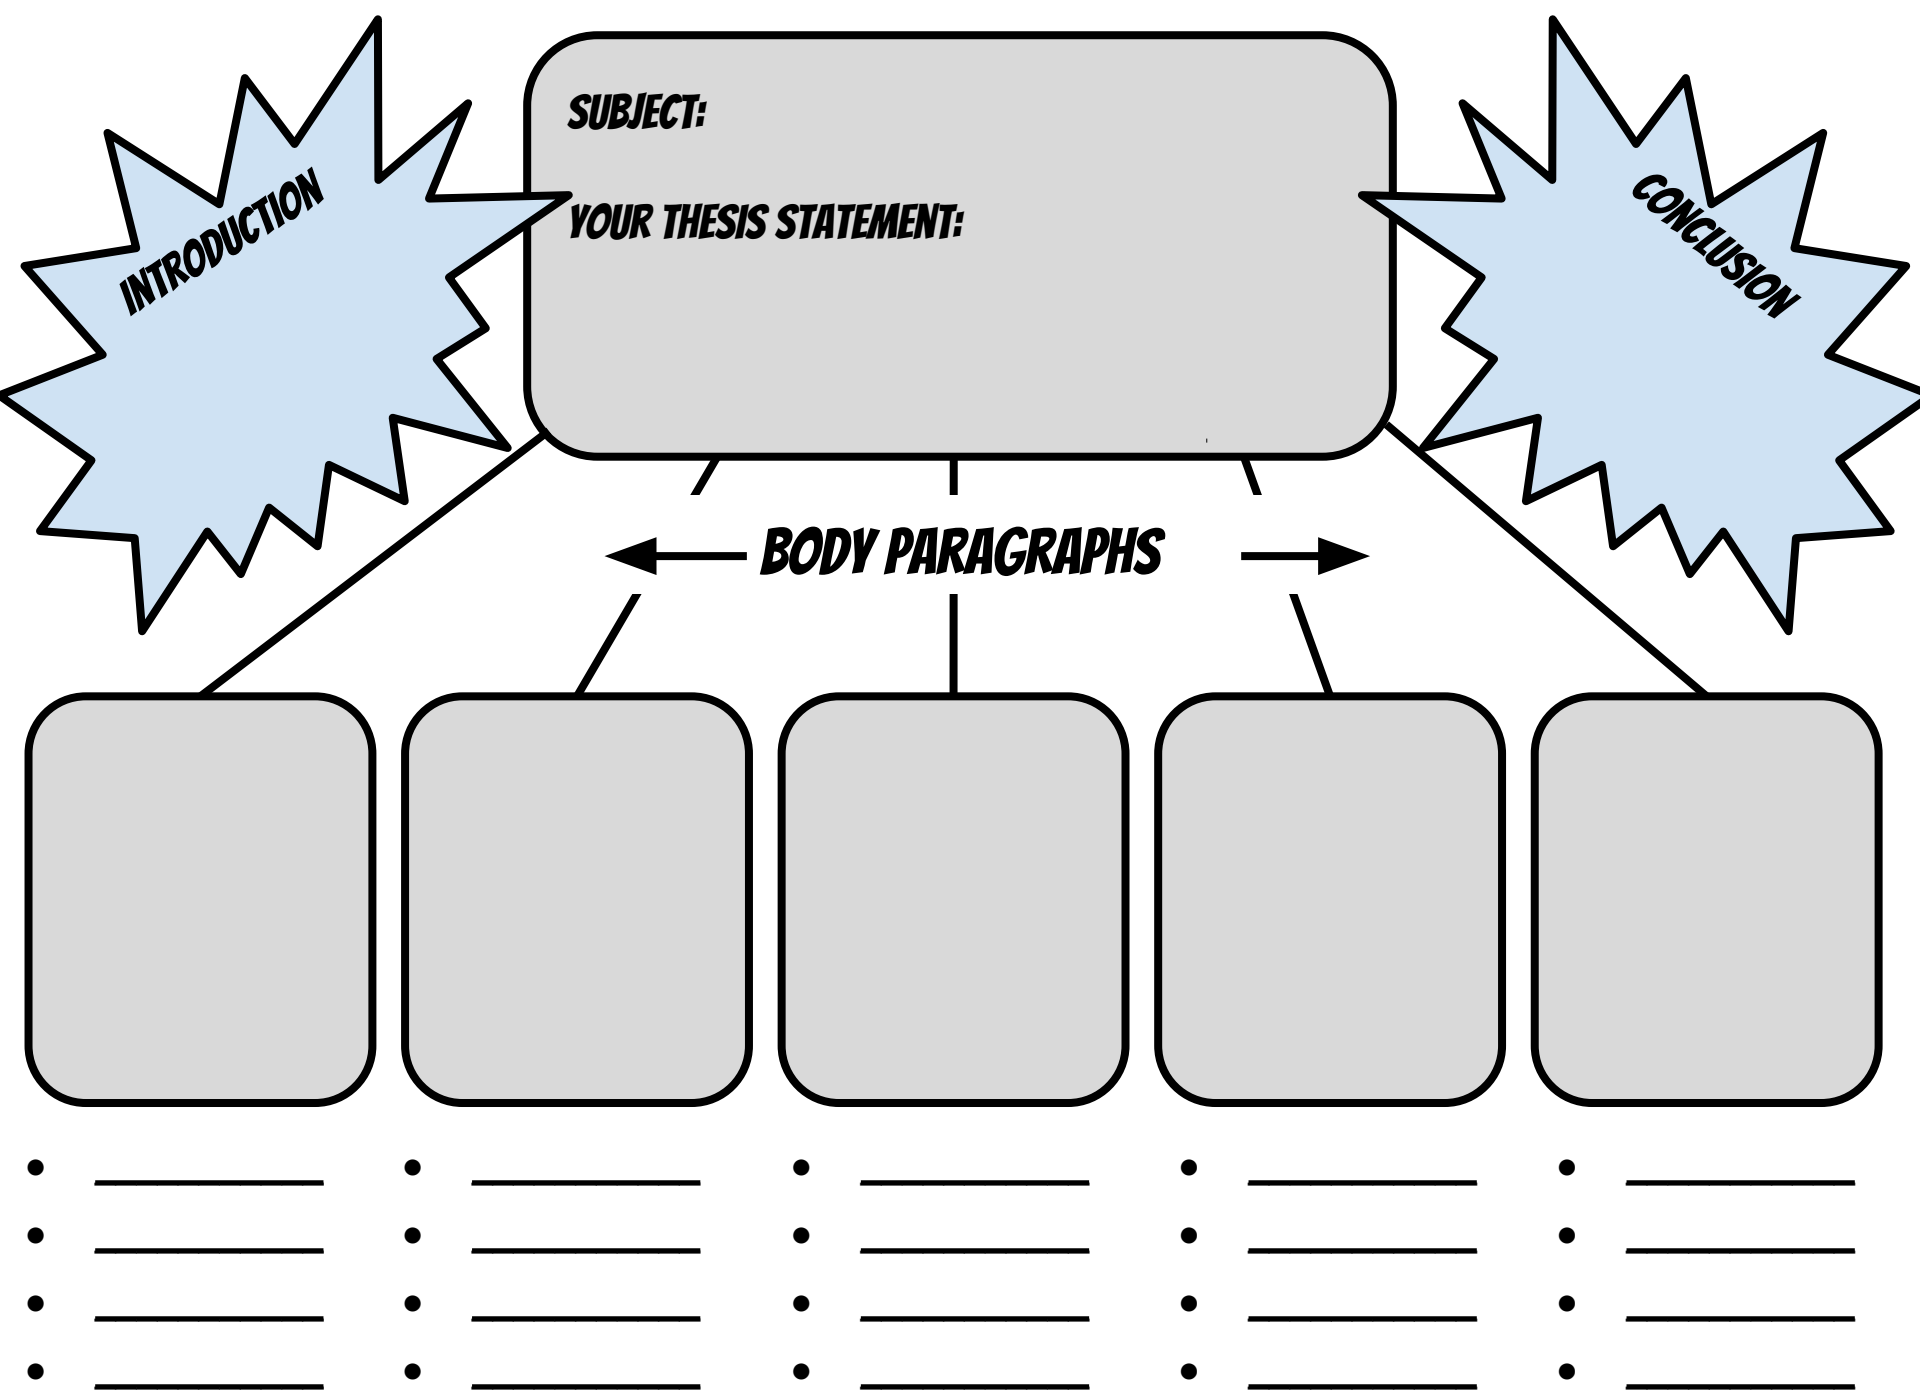 INTRODUCTION
SUBJECT:
YOUR THESIS STATEMENT:
CONCLUSION
BODY PARAGRAPHS